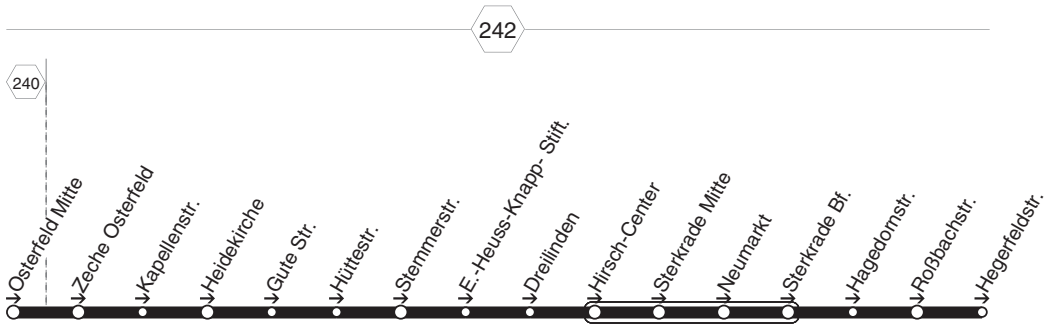 242
240
Osterfeld Mitte
Zeche Osterfeld
Kapellenstr.
Heidekirche
Gute Str.
Hüttestr.
Stemmerstr.
E.-Heuss-Knapp- Stift.
Dreilinden
Hirsch-Center
Sterkrade Mitte
Neumarkt
Sterkrade Bf.
Hagedornstr.
Roßbachstr.
Hegerfeldstr.